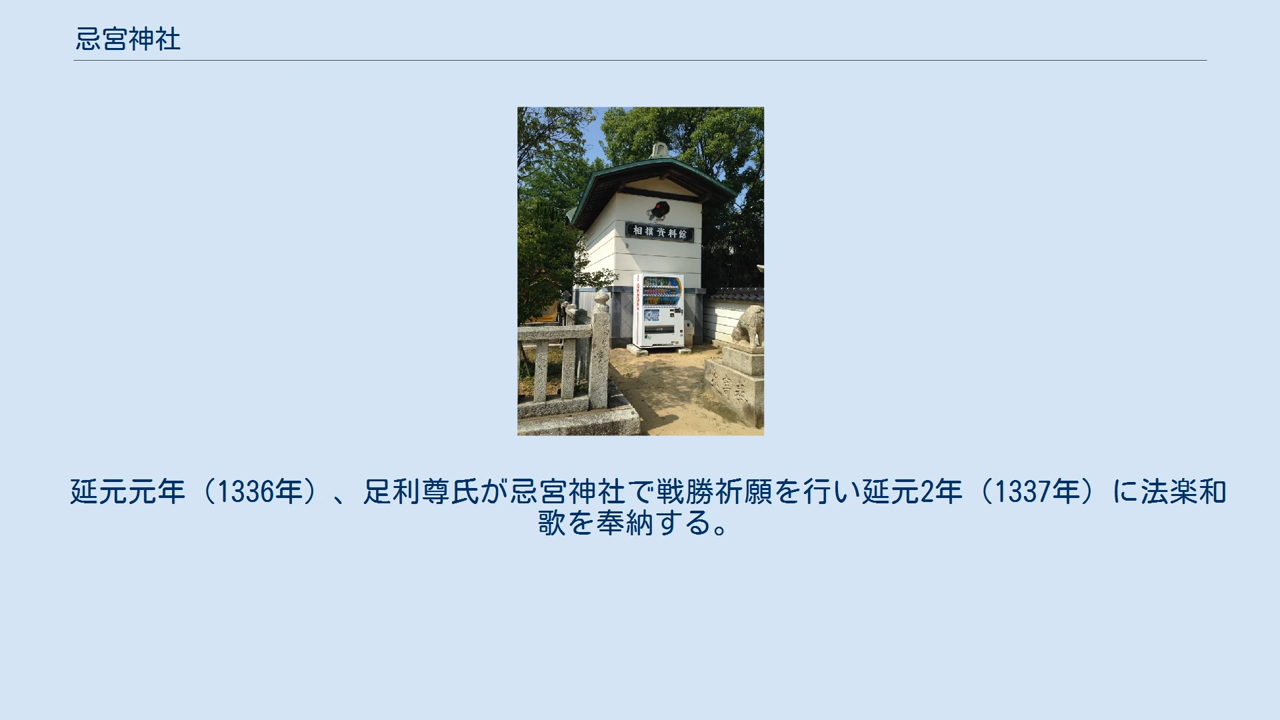 忌宮神社
相撲資料館
延元元年（1336年）、足利尊氏が忌宮神社で戦勝祈願を行い延元2年（1337年）に法楽和
歌を奉納する。